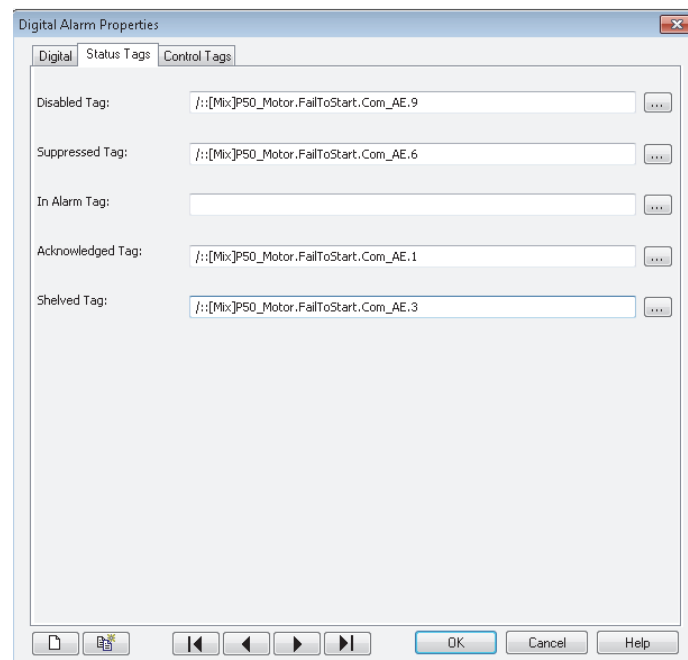 Digital Alarm Properties
Digital Status Tags Control Tags
Disabled Tag: /::[Mix]P50_Motor.FailToStart.Com_AE.9 ...
Suppressed Tag: /::[Mix]P50_Motor.FailToStart.Com_AE.6 ...
In Alarm Tag: ...
Acknowledged Tag: /::[Mix]P50_Motor.FailToStart.Com_AE.1 ...
Shelved Tag: /::[Mix]P50_Motor.FailToStart.Com_AE.3 ...
OK Cancel Help